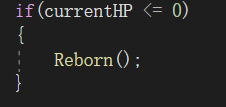 if(currentHP <= 0)
{
    Reborn();
}